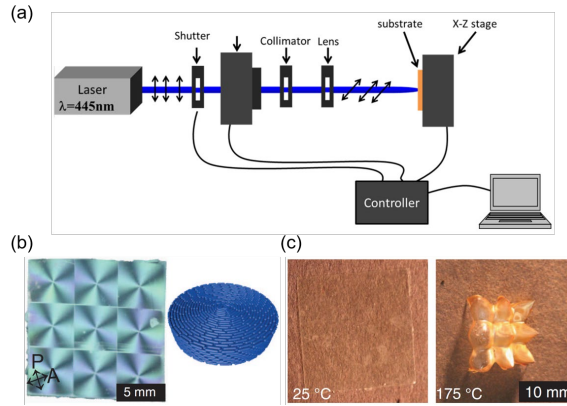 (a)
Shutter
Collimator
Lens
substrate
X-Z stage
Laser
λ=445nm
Controller
(b)
P
A
5 mm
(c)
25 °C
175 °C
10 mm